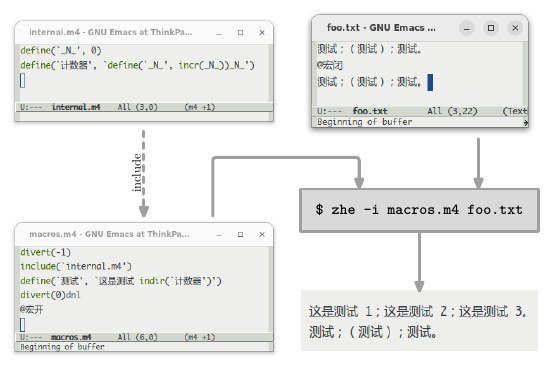 internal.m4 - GNU Emacs at ThinkPa...
define(`_N_', 0)
define(`计数器', `define(`_N_', incr(_N_))_N_')
U:--- internal.m4 All (3,0) (m4 +1)
foo.txt - GNU Emacs ...
测试；（测试）；测试。
@宏闭
测试；（测试）；测试。
U:--- foo.txt All (3,22) (Text
Beginning of buffer
include
macros.m4 - GNU Emacs at ThinkPa...
divert(-1)
include(`internal.m4')
define(`测试', `这是测试 indir(`计数器')')
divert(0)dnl
@宏开
U:--- macros.m4 All (6,0) (m4 +1)
Beginning of buffer
$ zhe -i macros.m4 foo.txt
这是测试 1；这是测试 2；这是测试 3。
测试；（测试）；测试。